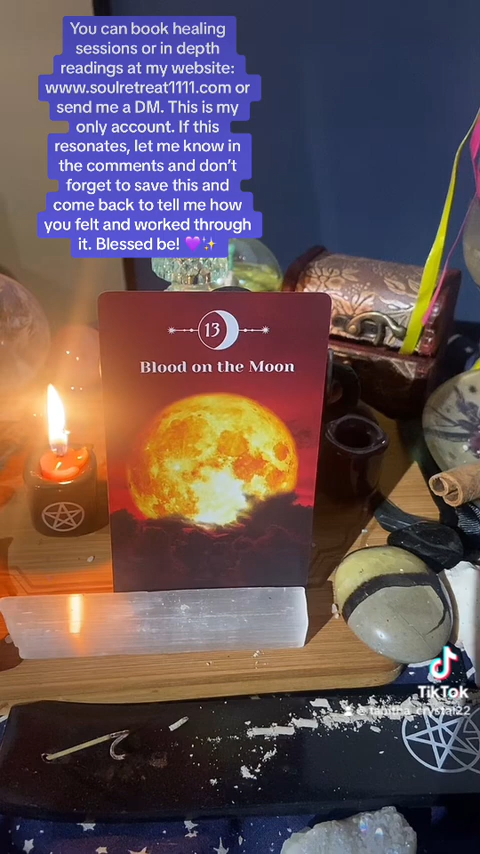 You can book healing
sessions or in depth
readings at my website:
www.soulretreat1111.com or
send me a DM. This is my
only account. If this
resonates, let me know in
the comments and don't
forget to save this and
come back to tell me how
you felt and worked through
it. Blessed be! 💜✨
13
Blood on the Moon
TikTok
@tanitha_crystal22